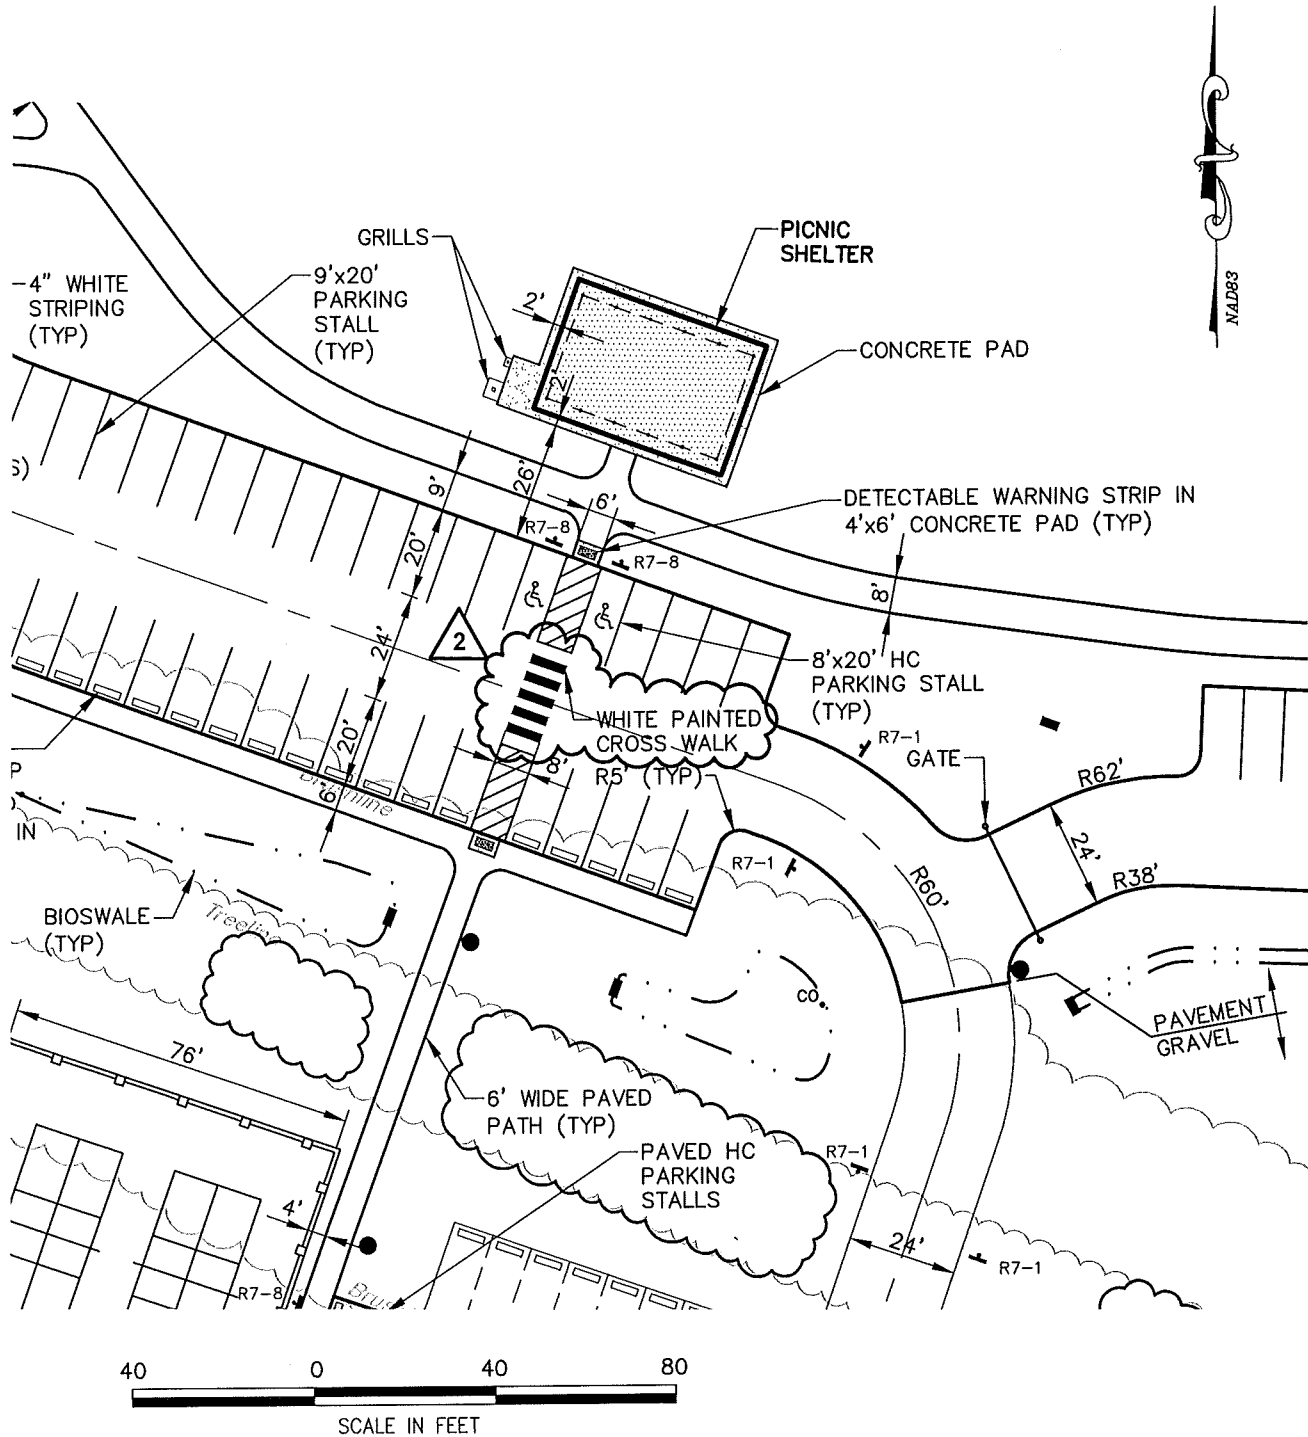 NAD83
PICNIC
SHELTER
GRILLS
-4" WHITE
STRIPING
(TYP)
9'x20'
PARKING
STALL
(TYP)
2'
CONCRETE PAD
2'
S)
9'
26'
6'
DETECTABLE WARNING STRIP IN
4'x6' CONCRETE PAD (TYP)
R7-8
R7-8
20'
8'
24'
2
8'x20' HC
PARKING STALL
(TYP)
WHITE PAINTED
CROSS WALK
R5' (TYP)
20'
8'
R7-1
GATE
R62'
P
IN
6'
Brushline
24'
R7-1
R60'
R38'
BIOSWALE
(TYP)
Treeline
CO
PAVEMENT
GRAVEL
76'
6' WIDE PAVED
PATH (TYP)
PAVED HC
PARKING
STALLS
R7-1
4'
24'
R7-1
R7-8
Brus
40 0 40 80
SCALE IN FEET